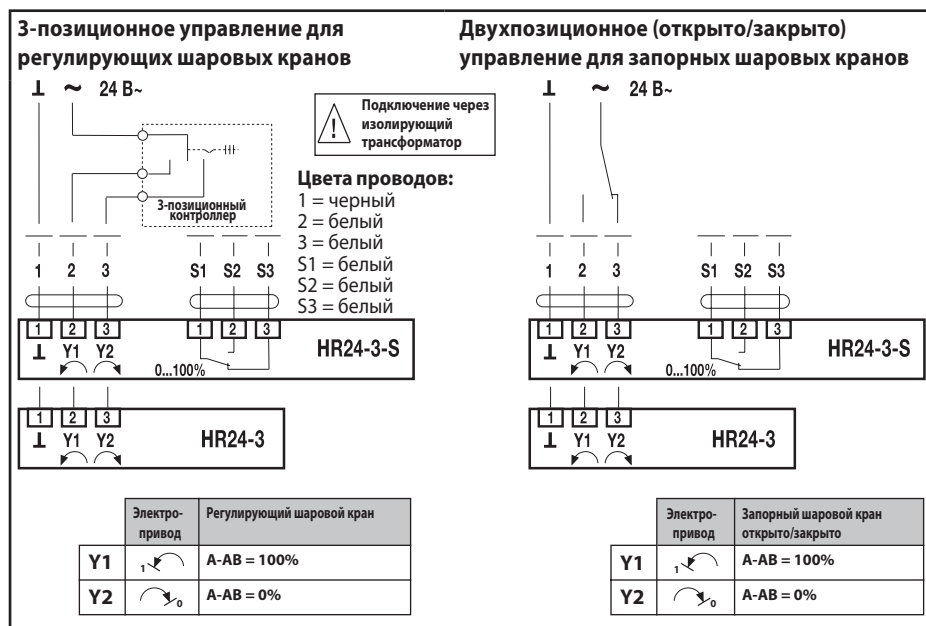 3-позиционное управление для
регулирующих шаровых кранов
⊥ ~ 24 В~
3-позиционный
контроллер
Подключение через
изолирующий
трансформатор
!
Цвета проводов:
1 = черный
2 = белый
3 = белый
S1 = белый
S2 = белый
S3 = белый
1 2 3 S1 S2 S3
1 2 3 1 2 3
⊥ Y1 Y2
0...100%
HR24-3-S
1 2 3
⊥ Y1 Y2
HR24-3
Электро-
привод
Регулирующий шаровой кран
Y1 1 A-AB = 100%
Y2 0 A-AB = 0%
Двухпозиционное (открыто/закрыто)
управление для запорных шаровых кранов
⊥ ~ 24 В~
1 2 3 S1 S2 S3
1 2 3 1 2 3
⊥ Y1 Y2
0...100%
HR24-3-S
1 2 3
⊥ Y1 Y2
HR24-3
Электро-
привод
Запорный шаровой кран
открыто/закрыто
Y1 1 A-AB = 100%
Y2 0 A-AB = 0%